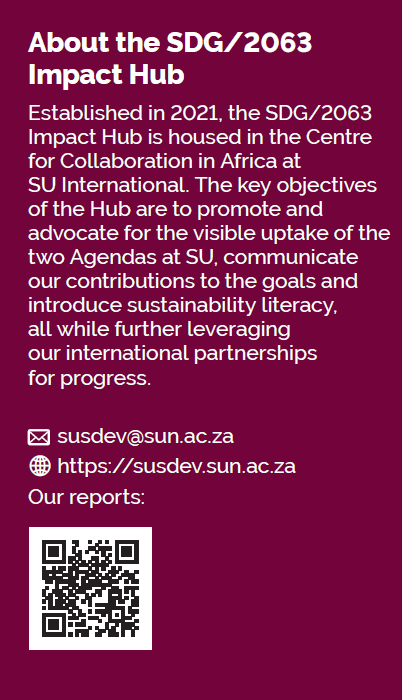 About the SDG/2063
Impact Hub
Established in 2021, the SDG/2063
Impact Hub is housed in the Centre
for Collaboration in Africa at
SU International. The key objectives
of the Hub are to promote and
advocate for the visible uptake of the
two Agendas at SU, communicate
our contributions to the goals and
introduce sustainability literacy,
all while further leveraging
our international partnerships
for progress.
susdev@sun.ac.za
https://susdev.sun.ac.za
Our reports: